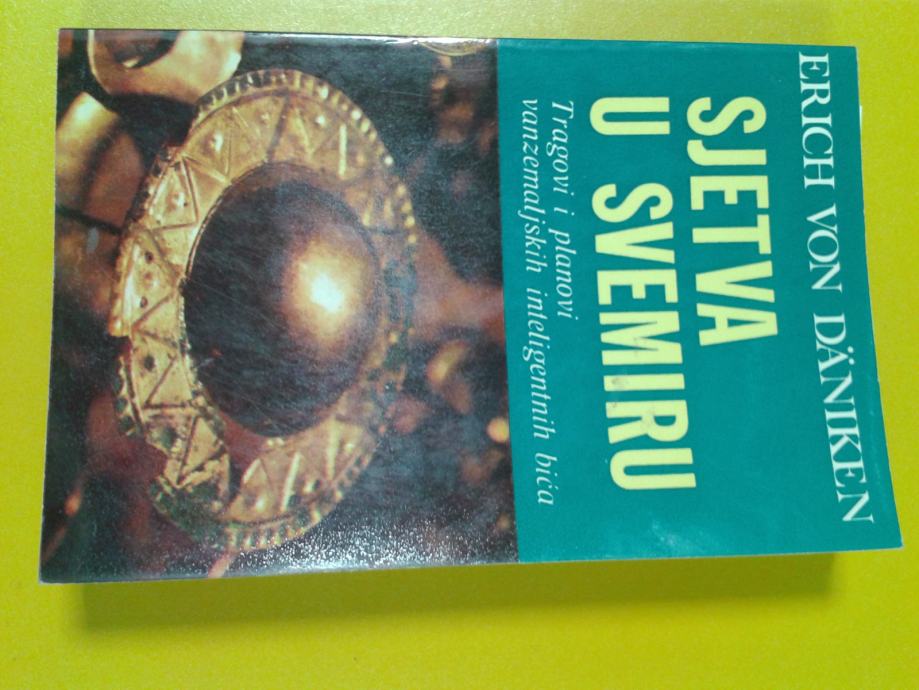 ERICH VON DÄNIKEN
SJETVA
U SVEMIRU
Tragovi i planovi
vanzemaljskih inteligentnih bića